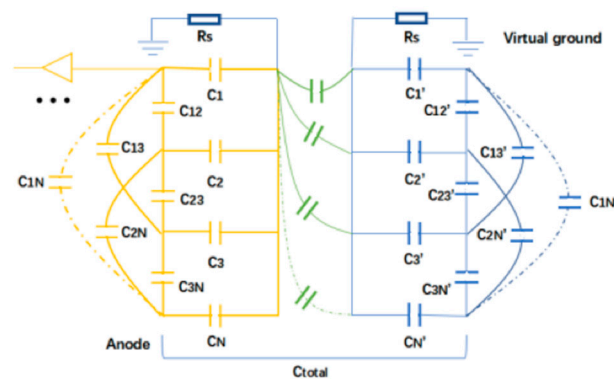 Rs
Rs
Virtual ground
C1
C1'
...
C12
C12'
C13
C13'
C1N
C2
C2'
C1N
C23
C23'
C2N
C2N'
C3
C3'
C3N
C3N'
Anode
CN
CN'
Ctotal